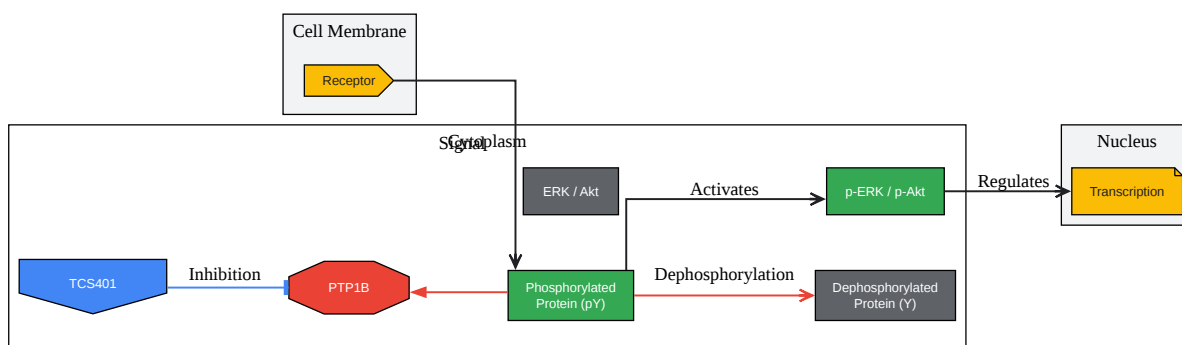 Cell Membrane
Receptor
Signal
Cytoplasm
Nucleus
ERK / Akt
Activates
p-ERK / p-Akt
Regulates
Transcription
TCS401
Inhibition
PTP1B
Phosphorylated
Protein (pY)
Dephosphorylation
Dephosphorylated
Protein (Y)